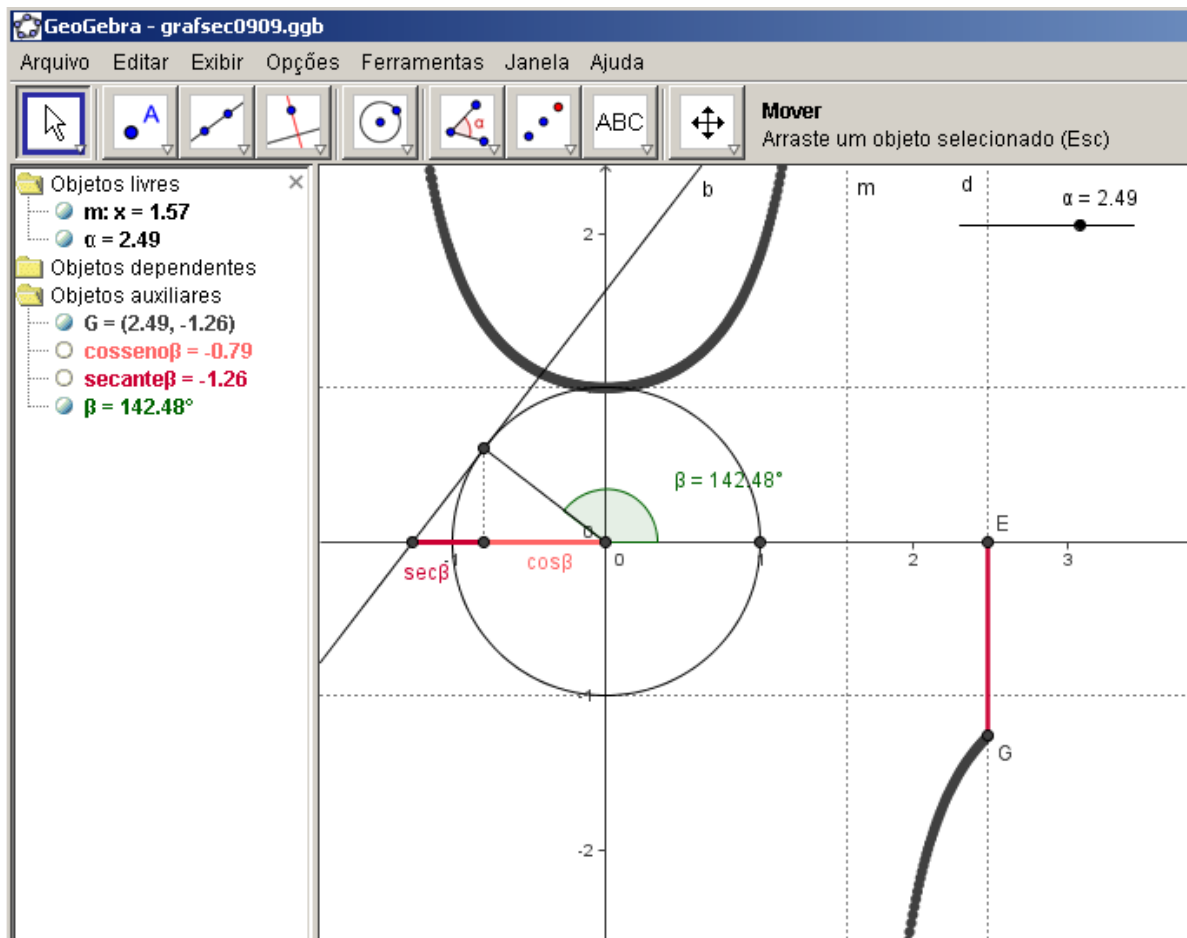 GeoGebra - grafsec0909.ggb
Arquivo Editar Exibir Opções Ferramentas Janela Ajuda
A
α
ABC
Mover
Arraste um objeto selecionado (Esc)
Objetos livres
m: x = 1.57
α = 2.49
Objetos dependentes
Objetos auxiliares
G = (2.49, -1.26)
cossenoβ = -0.79
secanteβ = -1.26
β = 142.48°
b
m
d
α = 2.49
2
β = 142.48°
0
E
-1
0
1
2
3
secβ
cosβ
-1
G
-2